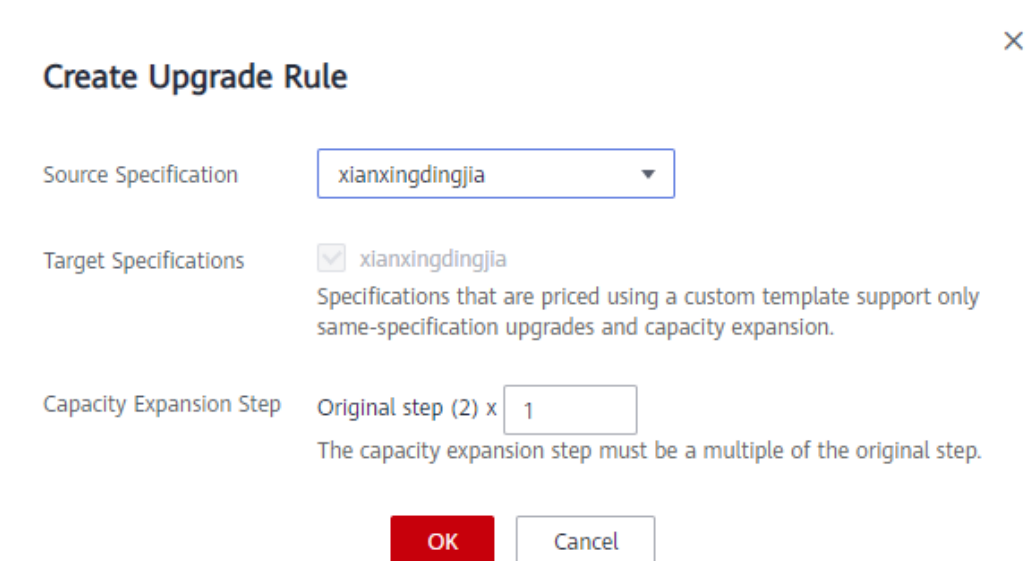 Create Upgrade Rule
Source Specification
xianxingdingjia
Target Specifications
xianxingdingjia
Specifications that are priced using a custom template support only
same-specification upgrades and capacity expansion.
Capacity Expansion Step
Original step (2) x 1
The capacity expansion step must be a multiple of the original step.
OK
Cancel